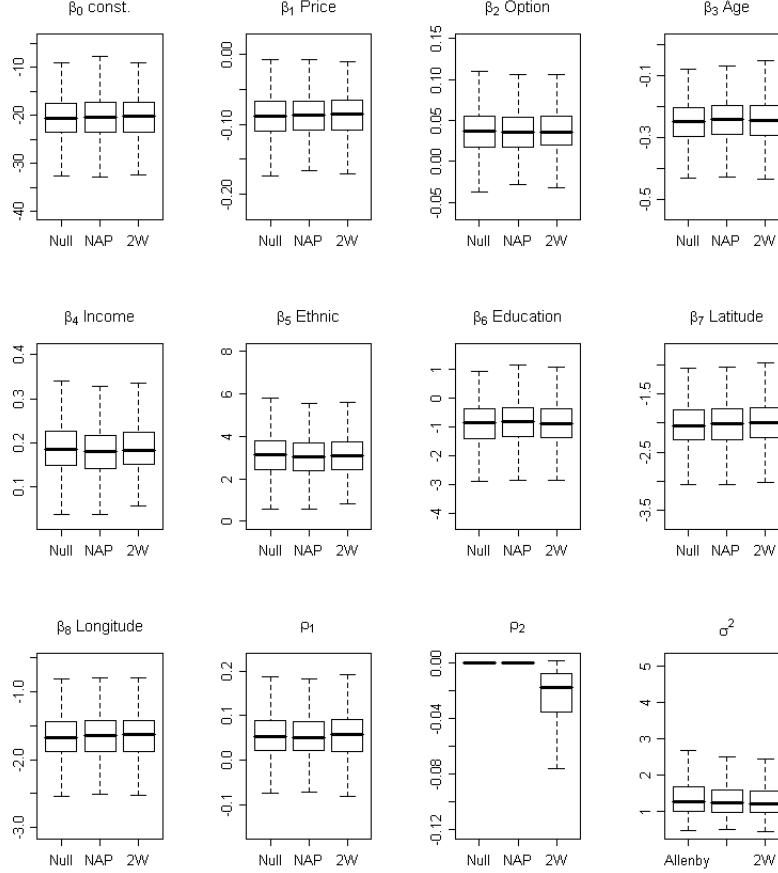 β₀ const.
-10
-20
-30
-40
Null NAP 2W
β₁ Price
0.00
-0.10
-0.20
Null NAP 2W
β₂ Option
0.15
0.10
0.05
0.00
-0.05
Null NAP 2W
β₃ Age
-0.1
-0.3
-0.5
Null NAP 2W
β₄ Income
0.4
0.3
0.2
0.1
Null NAP 2W
β₅ Ethnic
8
6
4
2
0
Null NAP 2W
β₆ Education
1
0
-1
-2
-3
-4
Null NAP 2W
β₇ Latitude
-1.5
-2.5
-3.5
Null NAP 2W
β₈ Longitude
-1.0
-2.0
-3.0
Null NAP 2W
ρ₁
0.2
0.1
0.0
-0.1
Null NAP 2W
ρ₂
0.00
-0.04
-0.08
-0.12
Null NAP 2W
σ²
5
4
3
2
1
Allenby 2W